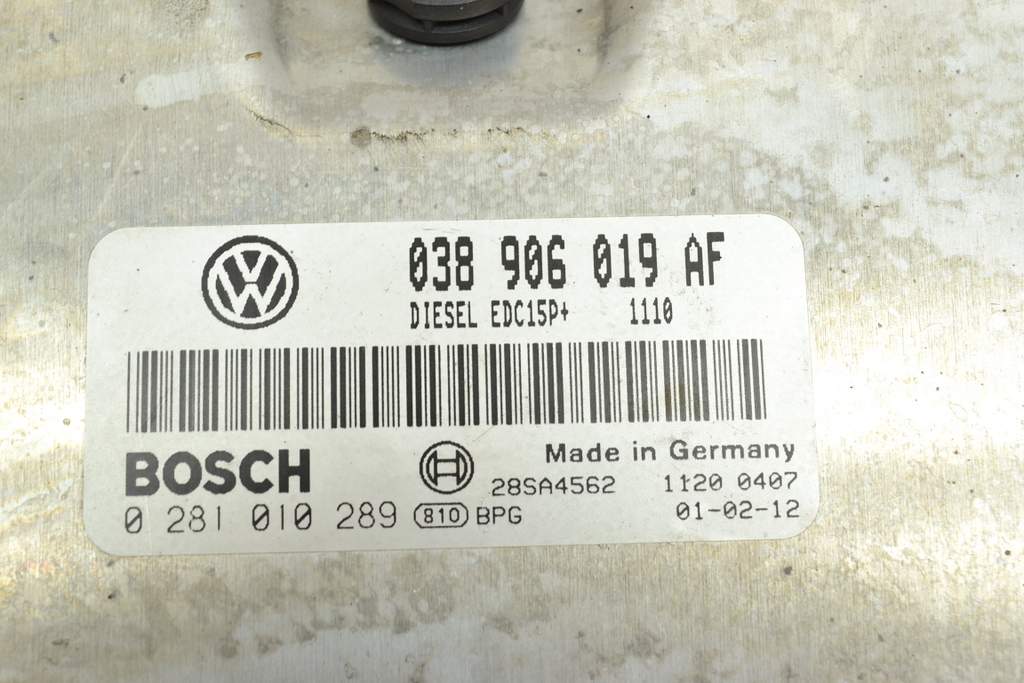 VW
038 906 019 AF
DIESEL EDC15P+ 1110
BOSCH
Made in Germany
28SA4562 1120 0407
0 281 010 289 810 BPG 01-02-12